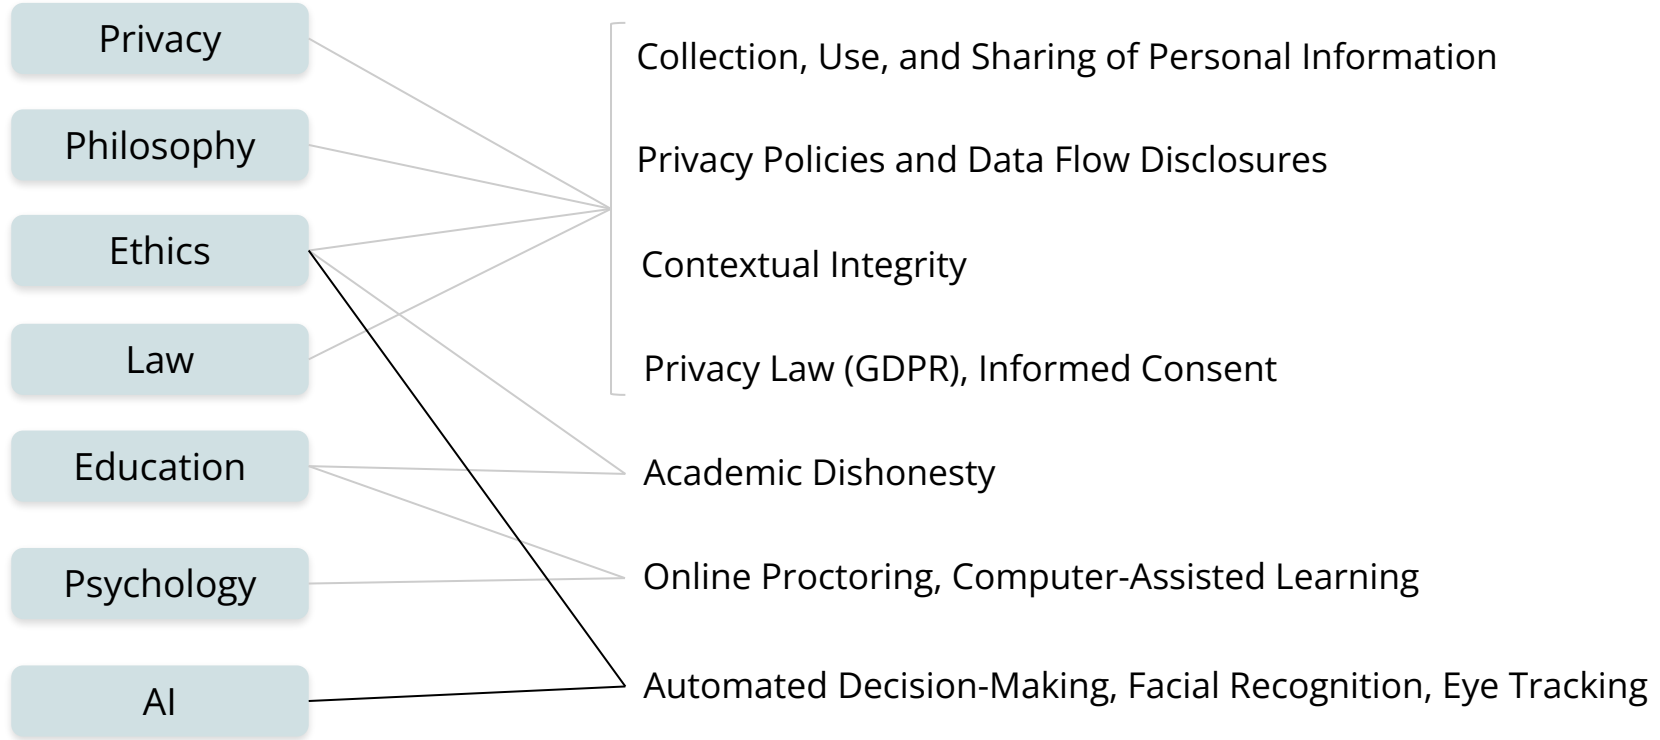 Privacy
Philosophy
Ethics
Law
Education
Psychology
AI
Collection, Use, and Sharing of Personal Information
Privacy Policies and Data Flow Disclosures
Contextual Integrity
Privacy Law (GDPR), Informed Consent
Academic Dishonesty
Online Proctoring, Computer-Assisted Learning
Automated Decision-Making, Facial Recognition, Eye Tracking